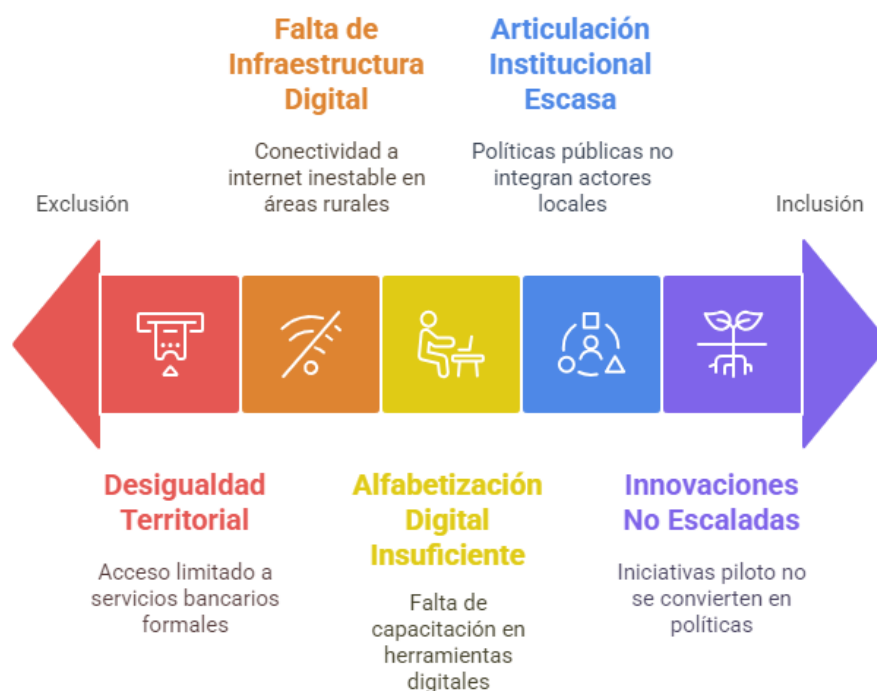 Falta de
Infraestructura
Digital
Conectividad a
internet inestable en
áreas rurales
Articulación
Institucional
Escasa
Políticas públicas no
integran actores
locales
Exclusión
Inclusión
Desigualdad
Territorial
Acceso limitado a
servicios bancarios
formales
Alfabetización
Digital
Insuficiente
Falta de
capacitación en
herramientas
digitales
Innovaciones
No Escaladas
Iniciativas piloto no
se convierten en
políticas